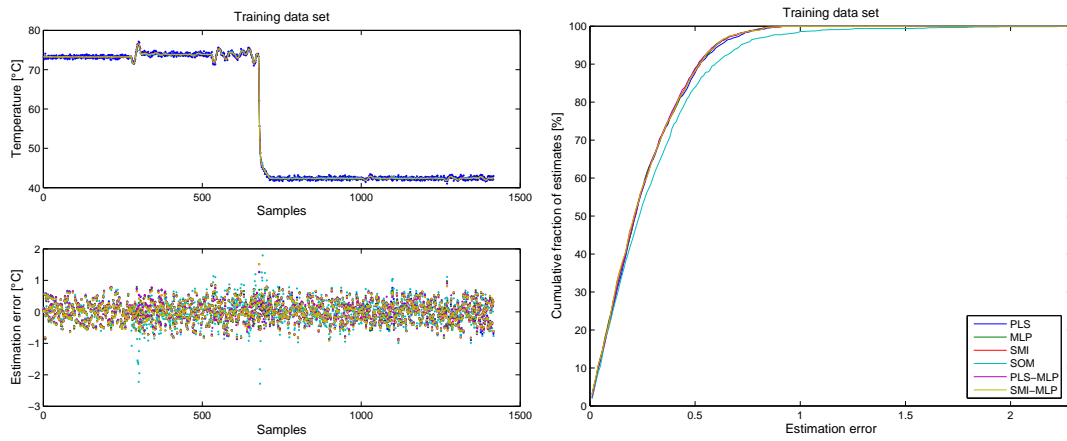 Training data set
Temperature [°C]
80
70
60
50
40
0
500
1000
1500
Samples
Estimation error [°C]
2
1
0
−1
−2
−3
0
500
1000
1500
Samples
Training data set
Cumulative fraction of estimates [%]
100
90
80
70
60
50
40
30
20
10
0
0
0.5
1
1.5
2
Estimation error
PLS
MLP
SMI
SOM
PLS−MLP
SMI−MLP